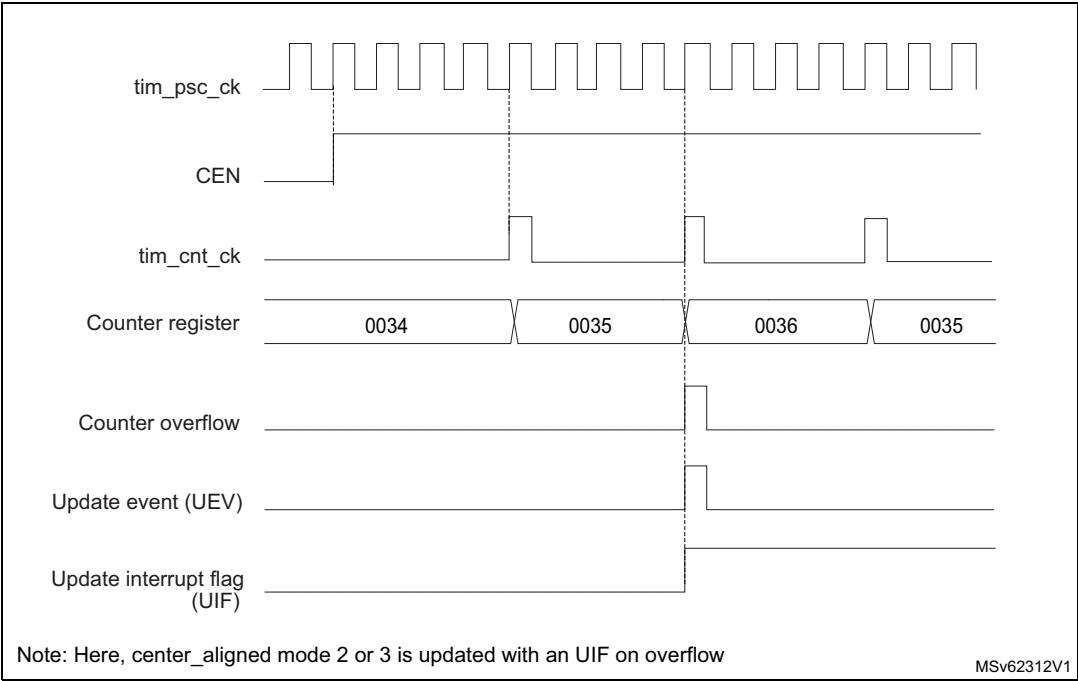 tim_psc_ck
CEN
tim_cnt_ck
Counter register
0034
0035
0036
0035
Counter overflow
Update event (UEV)
Update interrupt flag
(UIF)
Note: Here, center_aligned mode 2 or 3 is updated with an UIF on overflow
MSv62312V1